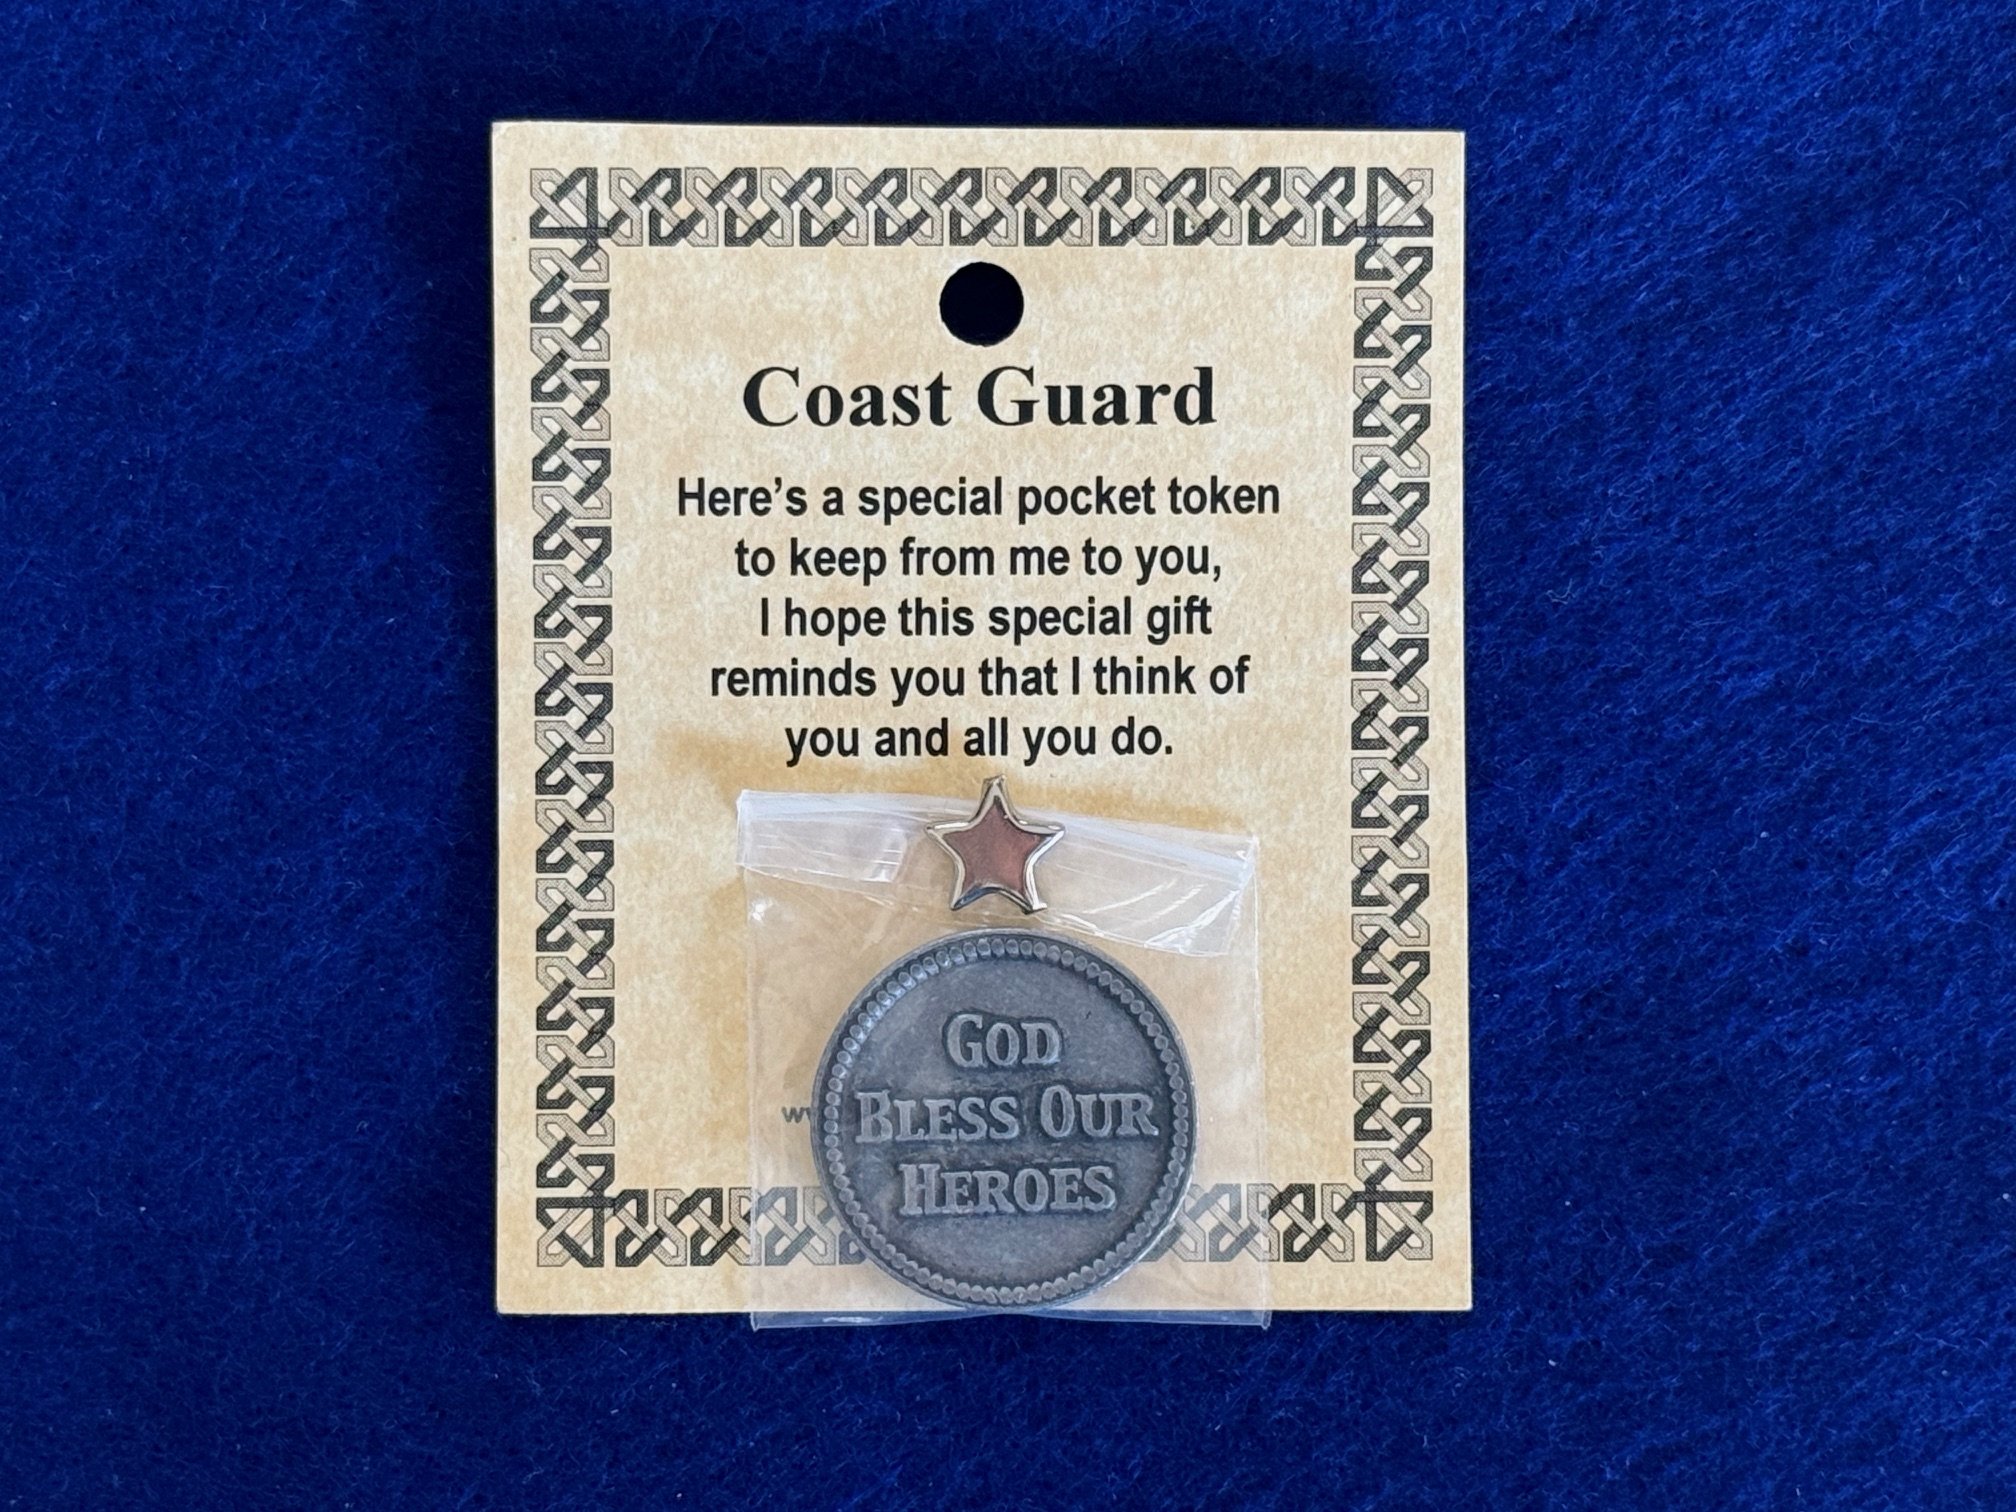 Coast Guard
Here's a special pocket token
to keep from me to you,
I hope this special gift
reminds you that I think of
you and all you do.
GOD
BLESS OUR
HEROES